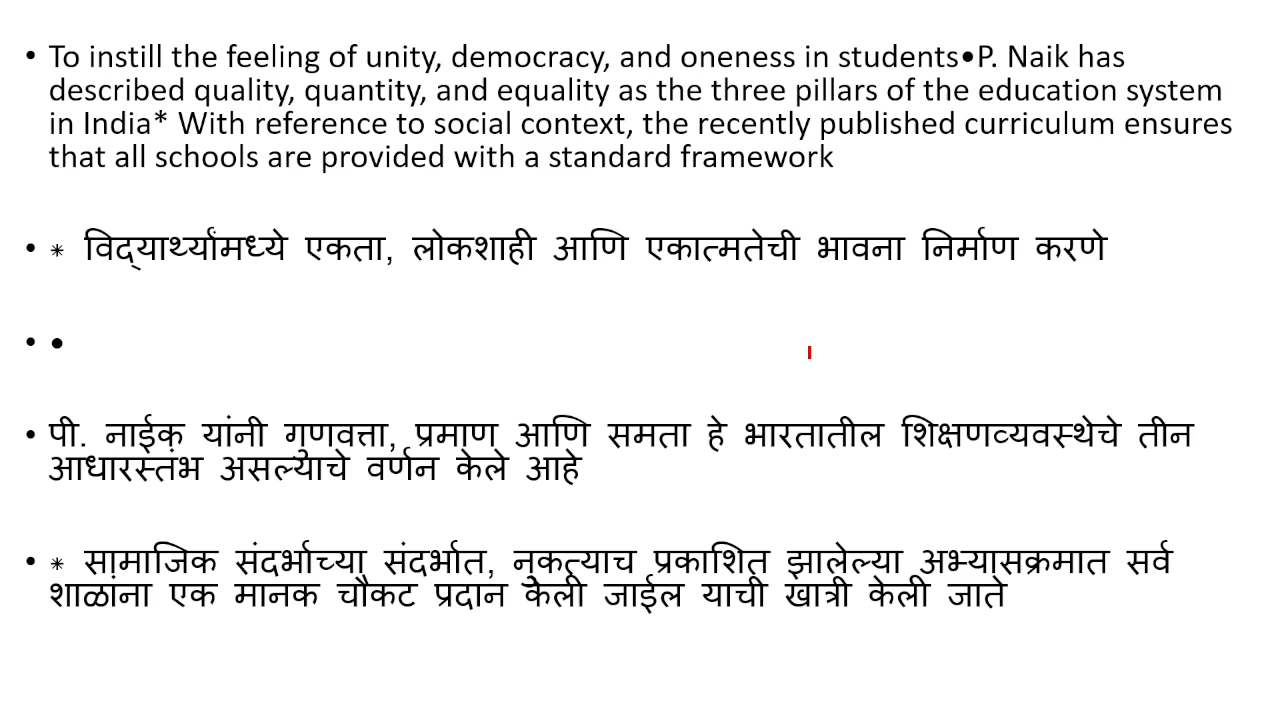 • To instill the feeling of unity, democracy, and oneness in students•P. Naik has
described quality, quantity, and equality as the three pillars of the education system
in India* With reference to social context, the recently published curriculum ensures
that all schools are provided with a standard framework
• * विद्यार्थ्यांमध्ये एकता, लोकशाही आणि एकात्मतेची भावना निर्माण करणे
• •
• पी. नाईक यांनी गुणवत्ता, प्रमाण आणि समता हे भारतातील शिक्षणव्यवस्थेचे तीन
आधारस्तंभ असल्याचे वर्णन केले आहे
• * सामाजिक संदर्भाच्या संदर्भात, नुकत्याच प्रकाशित झालेल्या अभ्यासक्रमात सर्व
शाळांना एक मानक चौकट प्रदान केली जाईल याची खात्री केली जाते